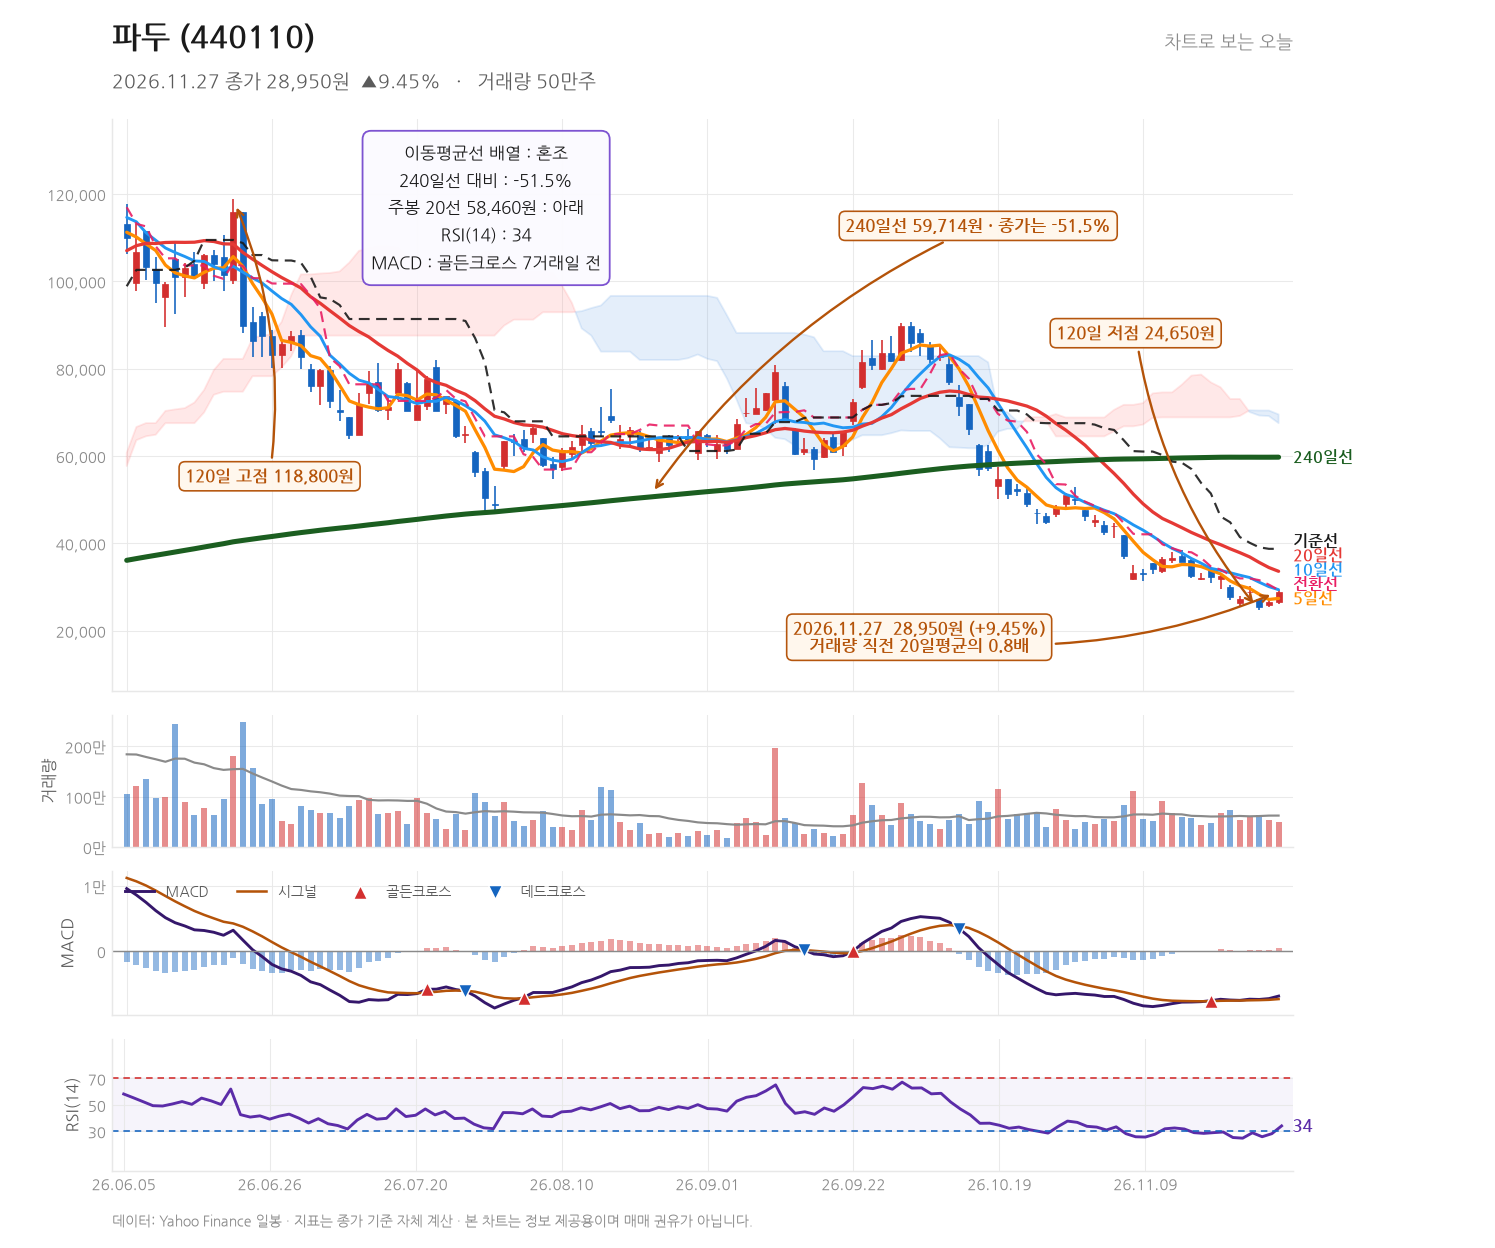 파두 (440110)
차트로 보는 오늘
2026.11.27 종가 28,950원 ▲9.45% · 거래량 50만주
이동평균선 배열 : 혼조
240일선 대비 : -51.5%
주봉 20선 58,460원 : 아래
RSI(14) : 34
MACD : 골든크로스 7거래일 전
240일선 59,714원 · 종가는 -51.5%
120일 저점 24,650원
120일 고점 118,800원
2026.11.27 28,950원 (+9.45%)
거래량 직전 20일평균의 0.8배
120,000
100,000
80,000
60,000
40,000
20,000
240일선
기준선
20일선
10일선
전환선
5일선
거래량
200만
100만
0만
MACD
1만
0
MACD
시그널
골든크로스
데드크로스
RSI(14)
70
50
30
34
26.06.05
26.06.26
26.07.20
26.08.10
26.09.01
26.09.22
26.10.19
26.11.09
데이터: Yahoo Finance 일봉 · 지표는 종가 기준 자체 계산 · 본 차트는 정보 제공용이며 매매 권유가 아닙니다.